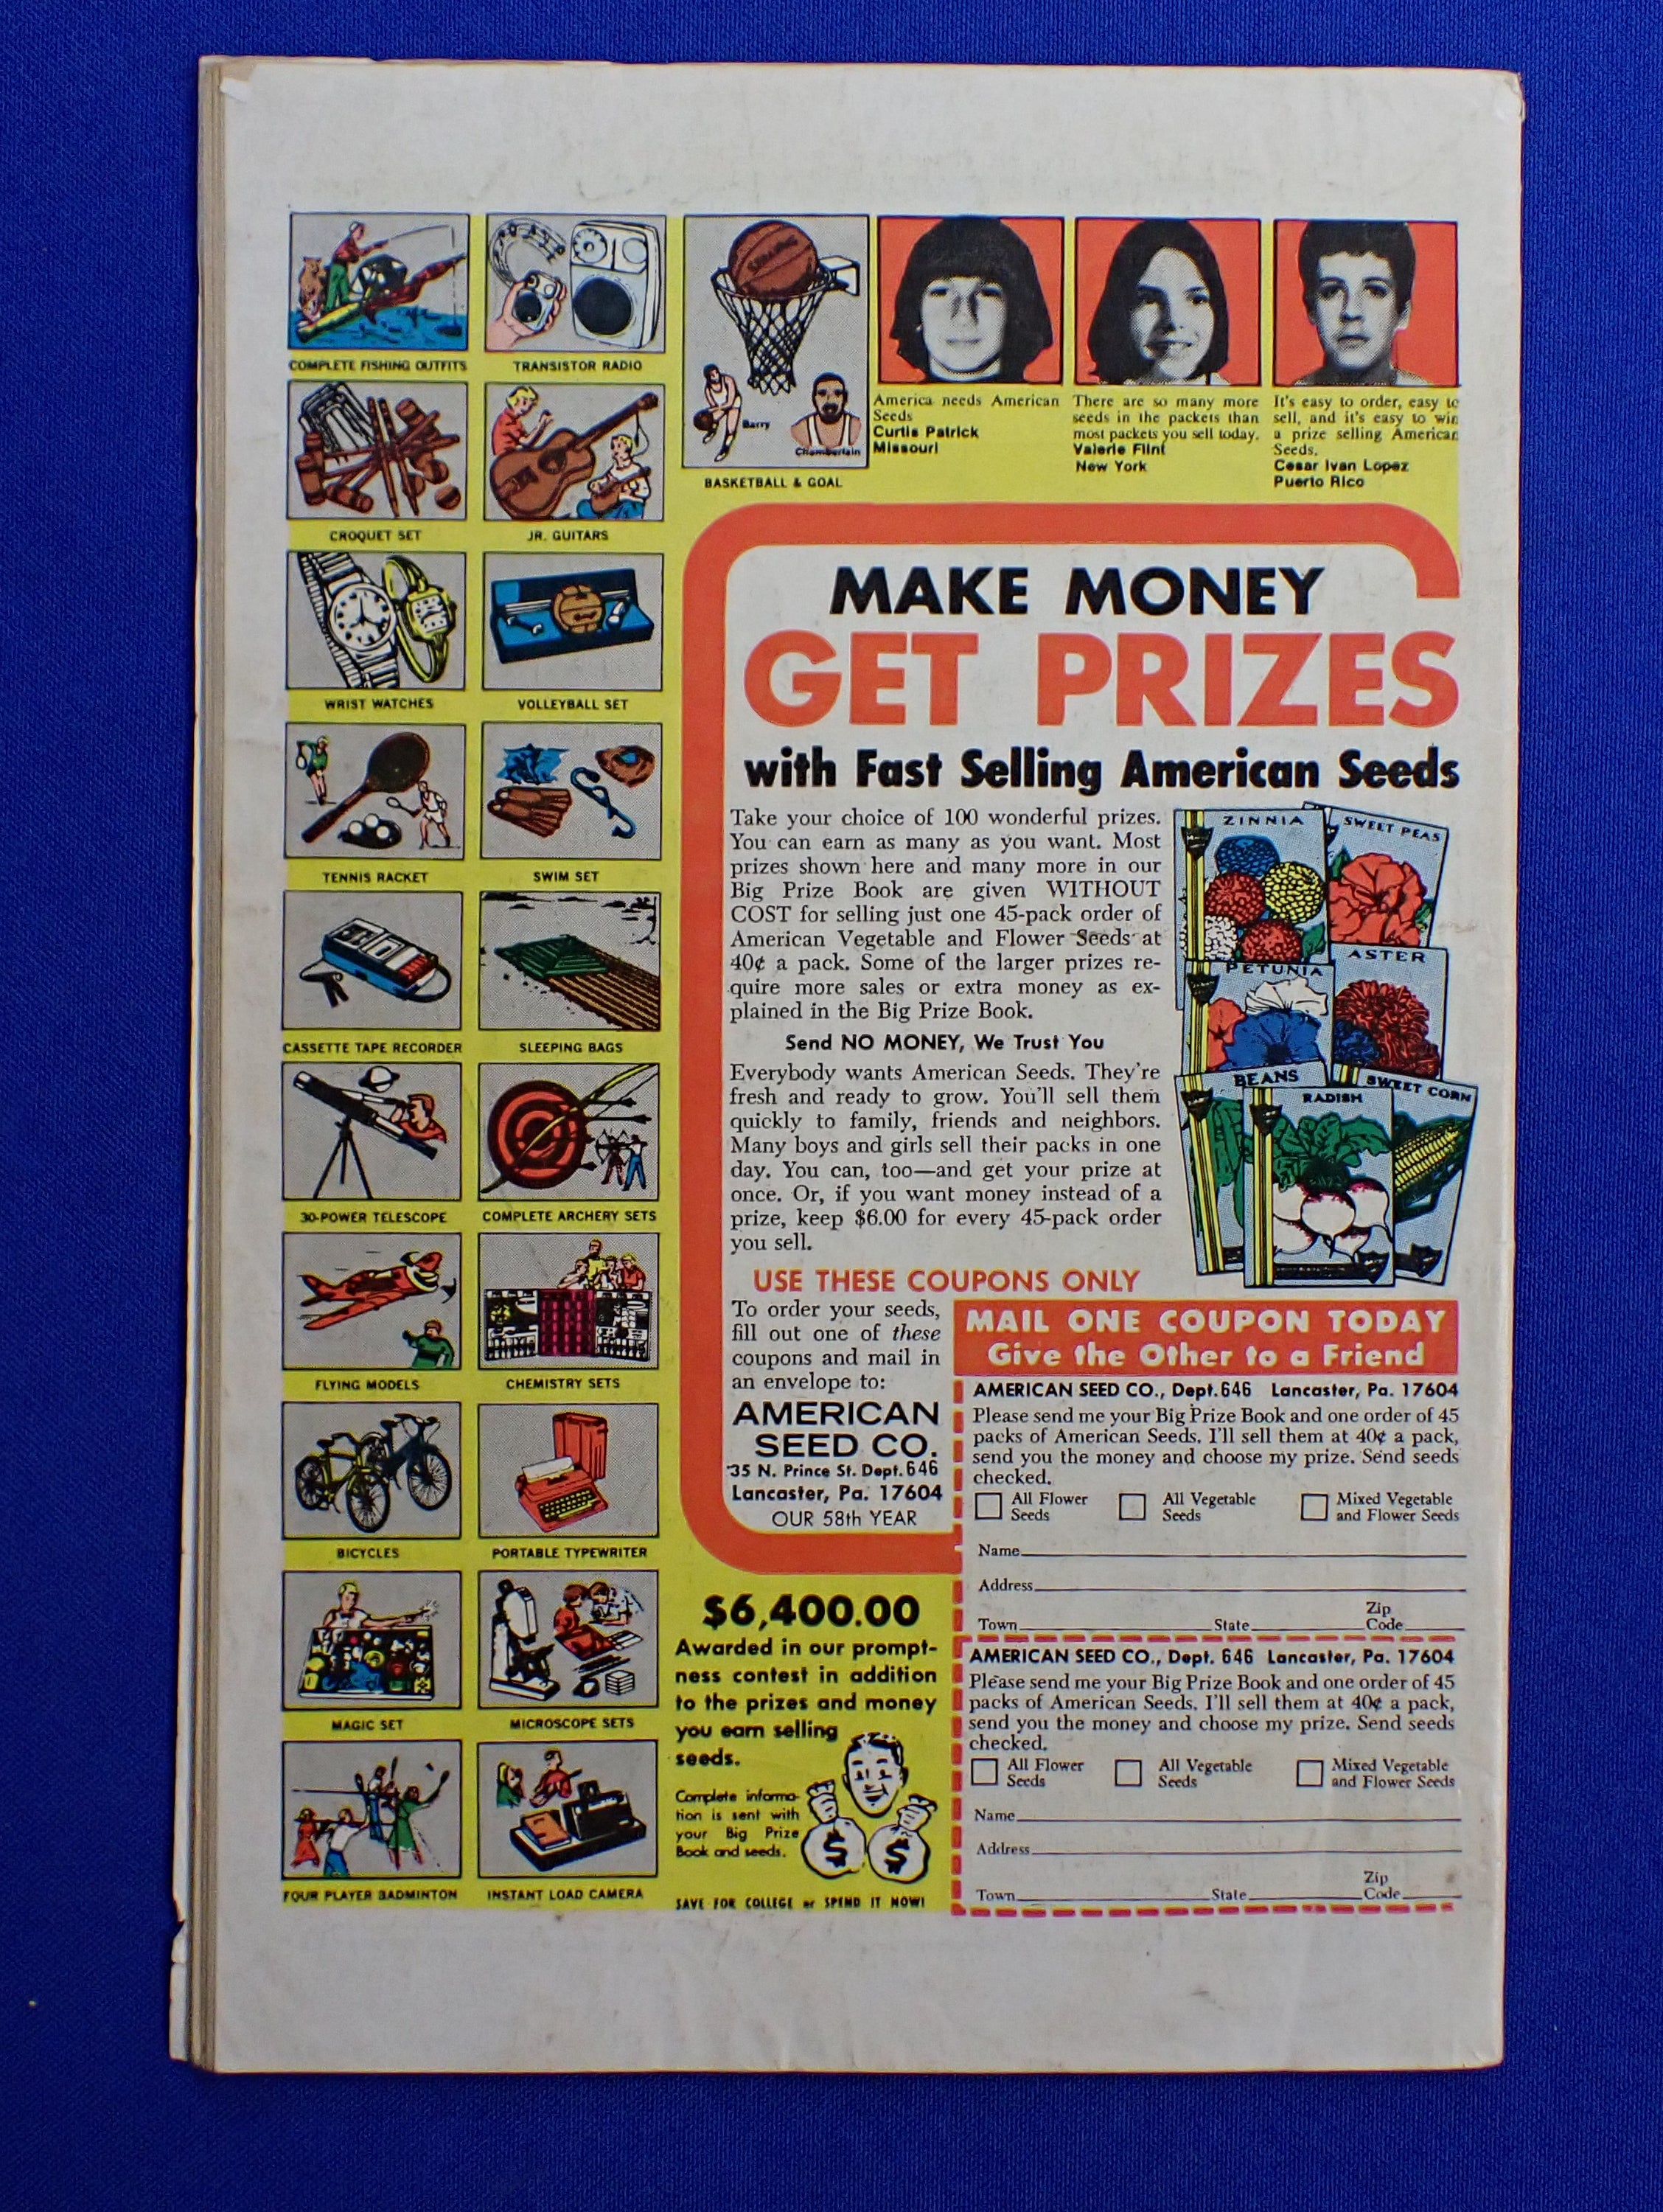 COMPLETE FISHING OUTFITS
TRANSISTOR RADIO
SPALDING
Barry
Chamberlain
BASKETBALL & GOAL
America needs American
Seeds
Curtis Patrick
Missouri
There are so many more
seeds in the packets than
most packets you sell today.
Valerie Flint
New York
It's easy to order, easy to
sell, and it's easy to win
a prize selling American
Seeds.
Cesar Ivan Lopez
Puerto Rico
CROQUET SET
JR. GUITARS
WRIST WATCHES
VOLLEYBALL SET
TENNIS RACKET
SWIM SET
CASSETTE TAPE RECORDER
SLEEPING BAGS
30-POWER TELESCOPE
COMPLETE ARCHERY SETS
FLYING MODELS
CHEMISTRY SETS
BICYCLES
PORTABLE TYPEWRITER
MAGIC SET
MICROSCOPE SETS
FOUR PLAYER BADMINTON
INSTANT LOAD CAMERA
MAKE MONEY
GET PRIZES
with Fast Selling American Seeds
Take your choice of 100 wonderful prizes.
You can earn as many as you want. Most
prizes shown here and many more in our
Big Prize Book are given WITHOUT
COST for selling just one 45-pack order of
American Vegetable and Flower Seeds at
40¢ a pack. Some of the larger prizes re-
quire more sales or extra money as ex-
plained in the Big Prize Book.
Send NO MONEY, We Trust You
Everybody wants American Seeds. They're
fresh and ready to grow. You'll sell them
quickly to family, friends and neighbors.
Many boys and girls sell their packs in one
day. You can, too—and get your prize at
once. Or, if you want money instead of a
prize, keep $6.00 for every 45-pack order
you sell.
ZINNIA
SWEET PEAS
PETUNIA
ASTER
BEANS
RADISH
SWEET CORN
USE THESE COUPONS ONLY
To order your seeds,
fill out one of these
coupons and mail in
an envelope to:
AMERICAN
SEED CO.
35 N. Prince St. Dept. 646
Lancaster, Pa. 17604
OUR 58th YEAR
$6,400.00
Awarded in our prompt-
ness contest in addition
to the prizes and money
you earn selling
seeds.
Complete informa-
tion is sent with
your Big Prize
Book and seeds.
$ $
SAVE FOR COLLEGE or SPEND IT NOW!
MAIL ONE COUPON TODAY
Give the Other to a Friend
AMERICAN SEED CO., Dept. 646 Lancaster, Pa. 17604
Please send me your Big Prize Book and one order of 45
packs of American Seeds. I'll sell them at 40¢ a pack,
send you the money and choose my prize. Send seeds
checked.
All Flower
Seeds
All Vegetable
Seeds
Mixed Vegetable
and Flower Seeds
Name
Address
Town State Zip
Code
AMERICAN SEED CO., Dept. 646 Lancaster, Pa. 17604
Please send me your Big Prize Book and one order of 45
packs of American Seeds. I'll sell them at 40¢ a pack,
send you the money and choose my prize. Send seeds
checked.
All Flower
Seeds
All Vegetable
Seeds
Mixed Vegetable
and Flower Seeds
Name
Address
Town State Zip
Code